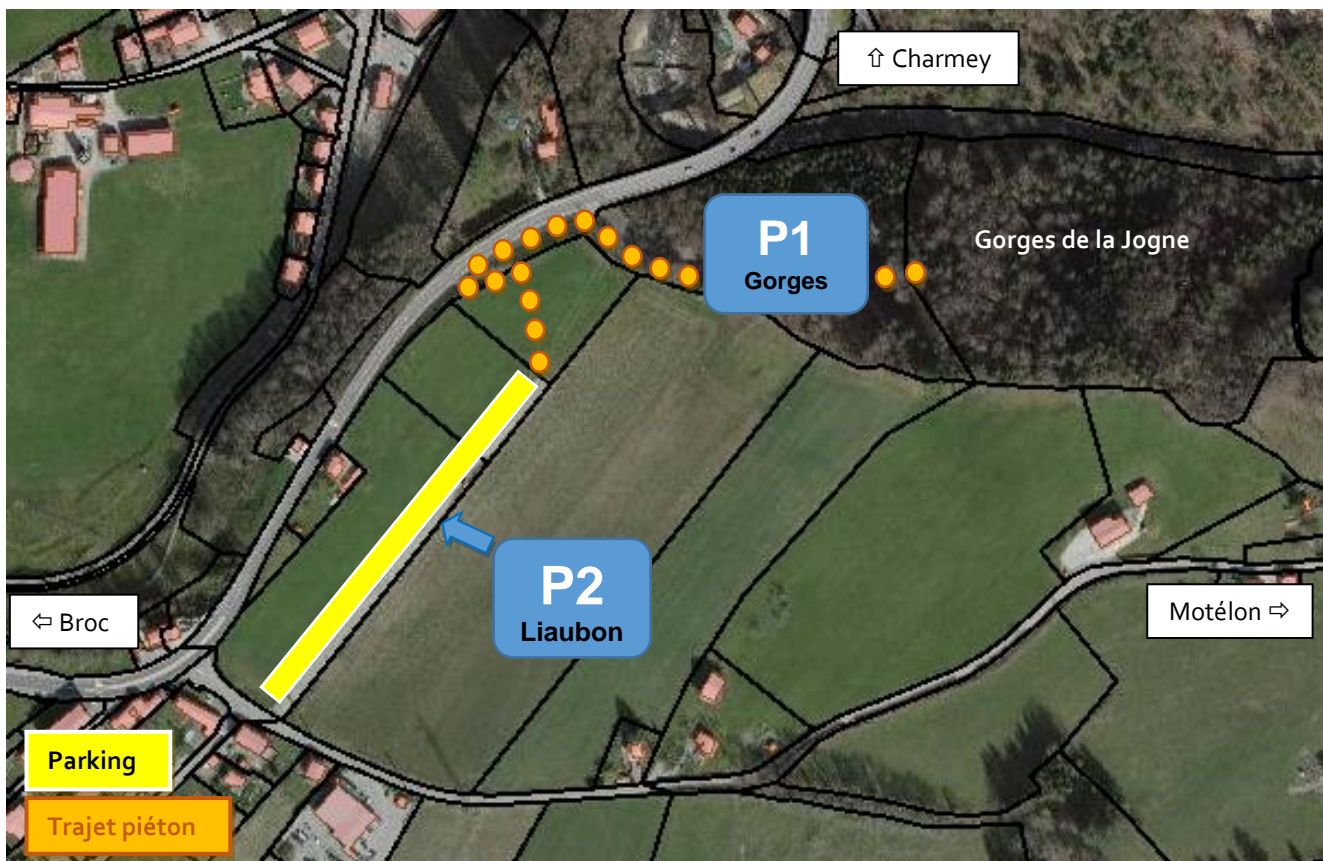 ⇧ Charmey
P1
Gorges
Gorges de la Jogne
P2
Liaubon
⇦ Broc
Motélon ⇨
Parking
Trajet piéton